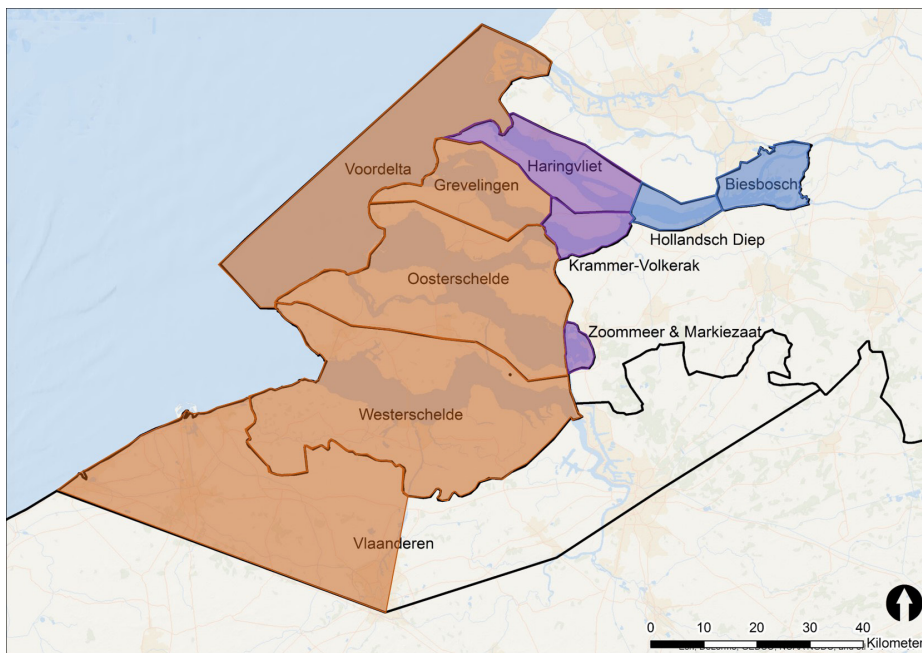 Voordelta
Haringvliet
Grevelingen
Biesbosch
Hollandsch Diep
Krammer-Volkerak
Oosterschelde
Zoommeer & Markiezaat
Westerschelde
Vlaanderen
0 10 20 30 40
Kilometer